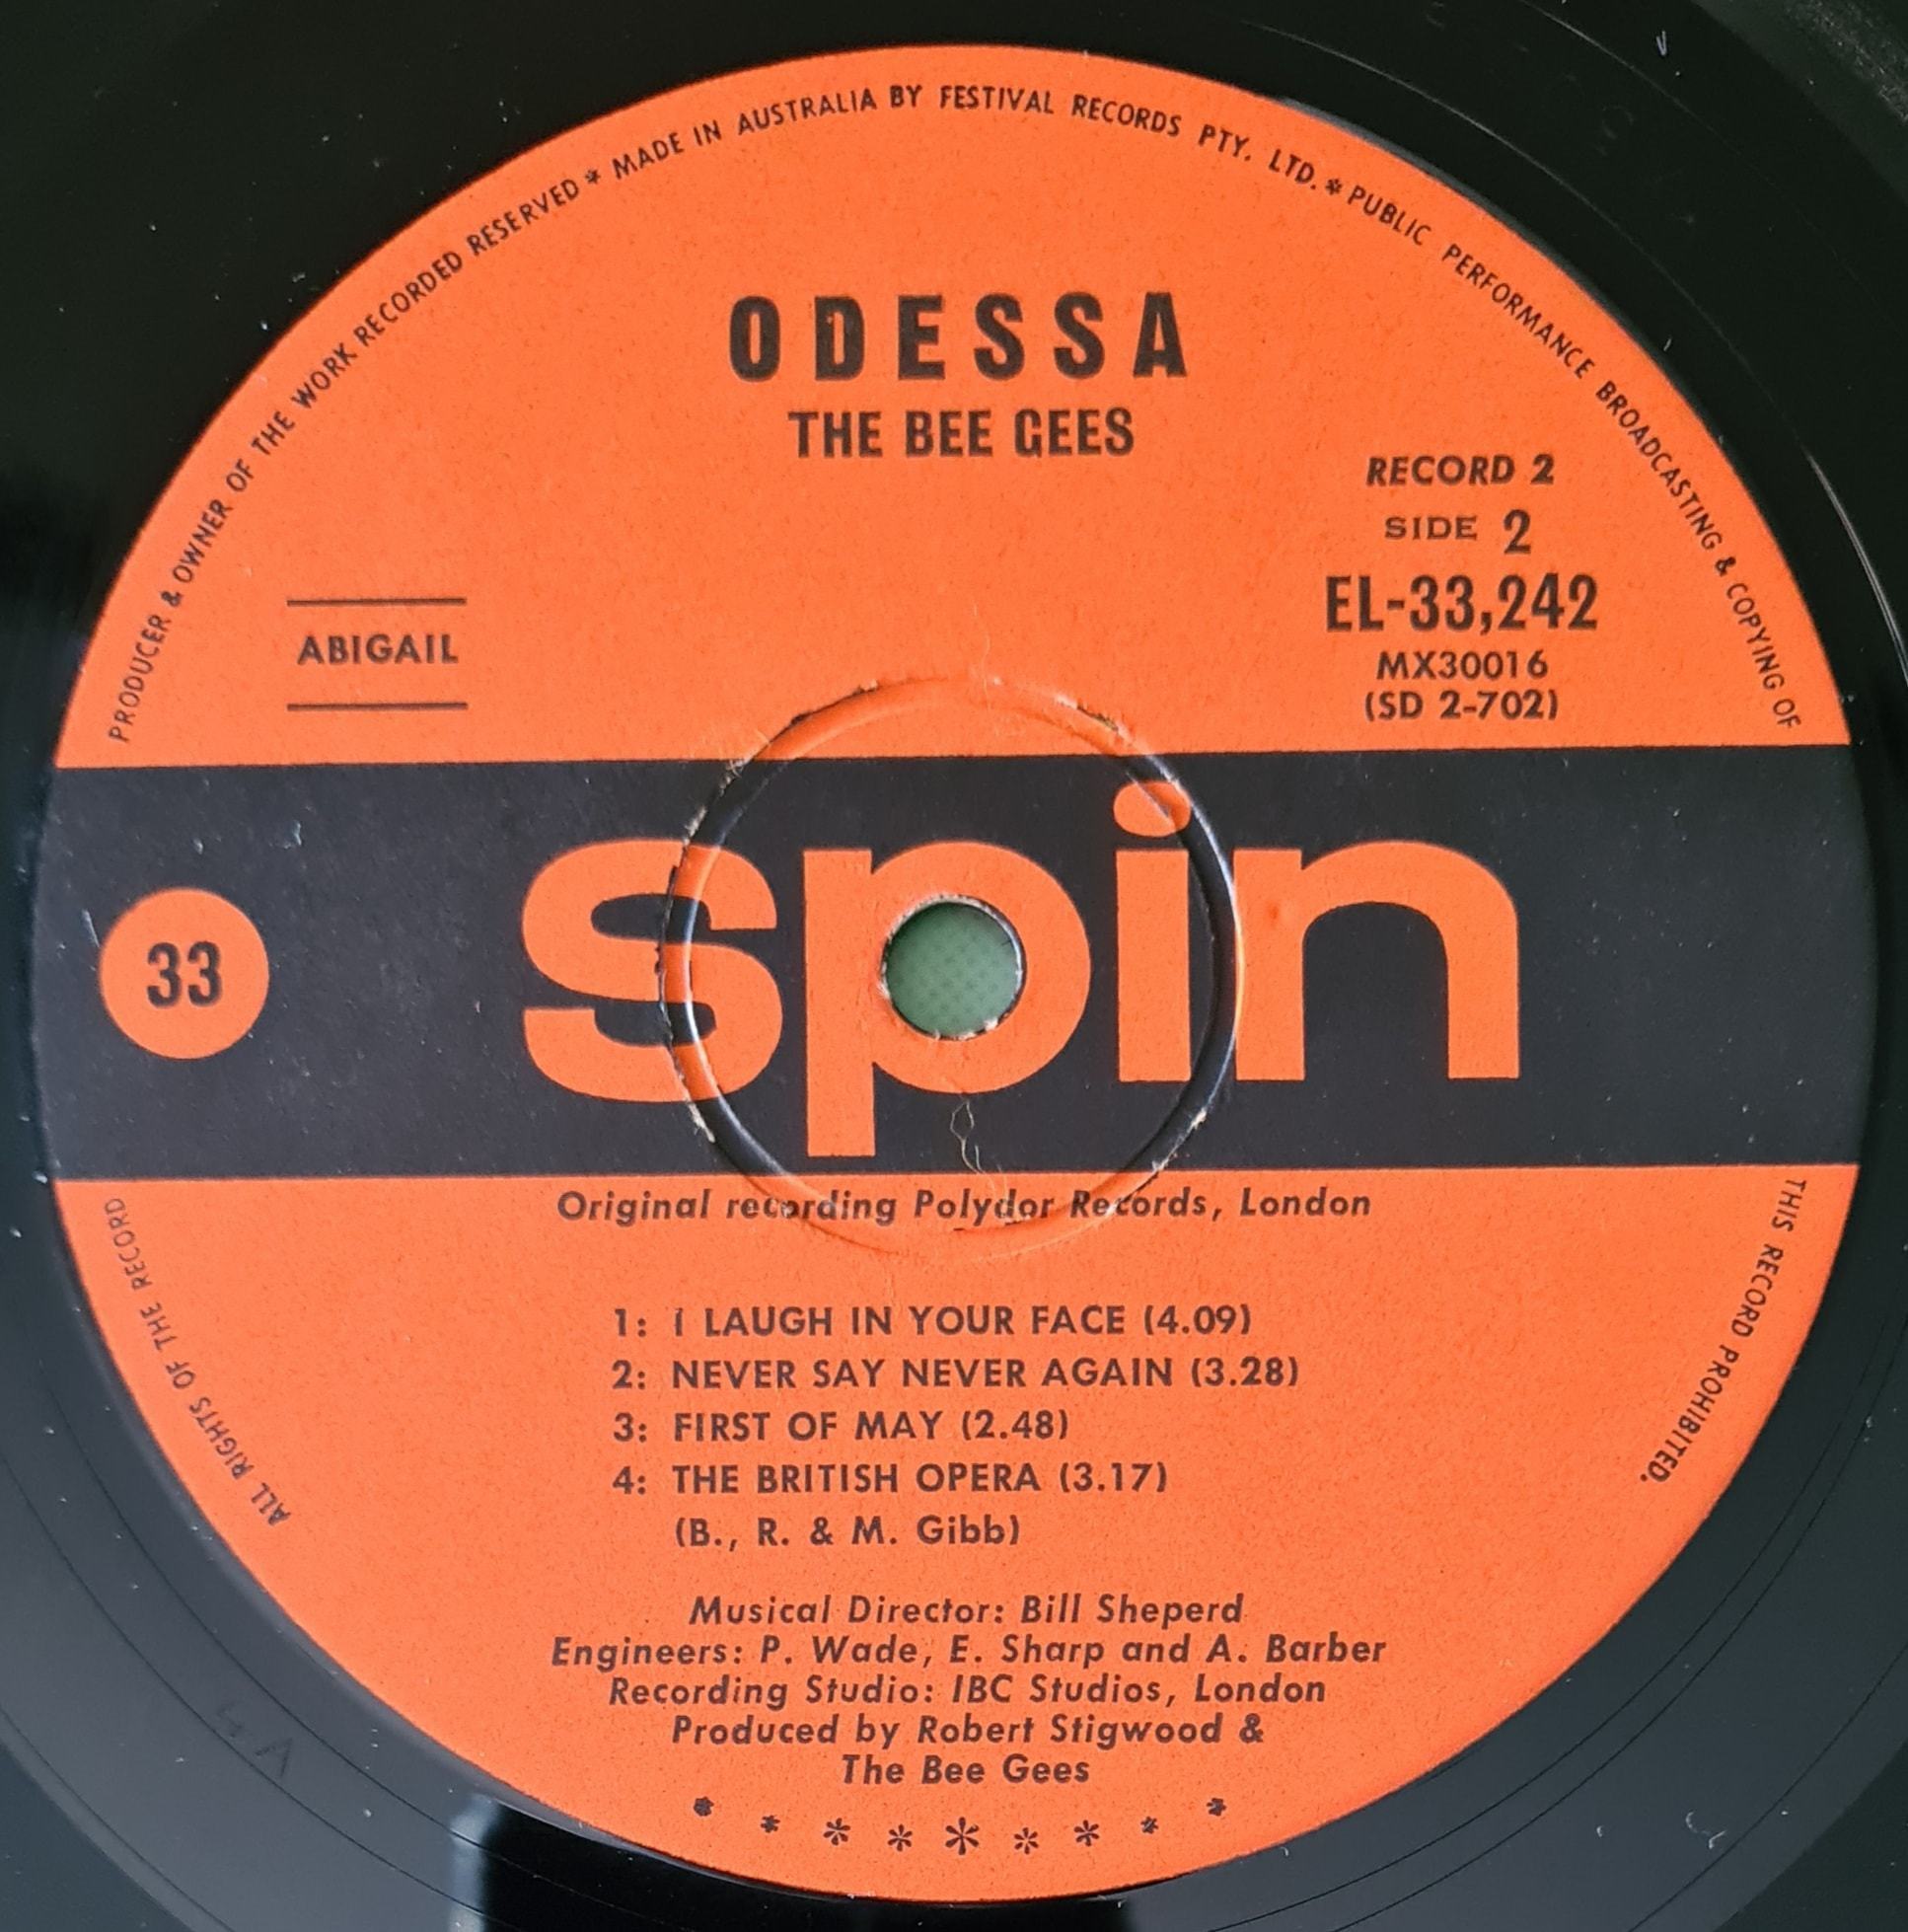 PRODUCER & OWNER OF THE WORK RECORDED RESERVED * MADE IN AUSTRALIA BY FESTIVAL RECORDS PTY. LTD. * PUBLIC PERFORMANCE BROADCASTING & COPYING OF
ODESSA
THE BEE GEES
RECORD 2
SIDE 2
EL-33,242
MX30016
(SD 2-702)
ABIGAIL
33
spin
Original recording Polydor Records, London
THIS RECORD PROHIBITED.
ALL RIGHTS OF THE RECORD
1: I LAUGH IN YOUR FACE (4.09)
2: NEVER SAY NEVER AGAIN (3.28)
3: FIRST OF MAY (2.48)
4: THE BRITISH OPERA (3.17)
(B., R. & M. Gibb)
Musical Director: Bill Sheperd
Engineers: P. Wade, E. Sharp and A. Barber
Recording Studio: IBC Studios, London
Produced by Robert Stigwood &
The Bee Gees
* * * * * * * * *